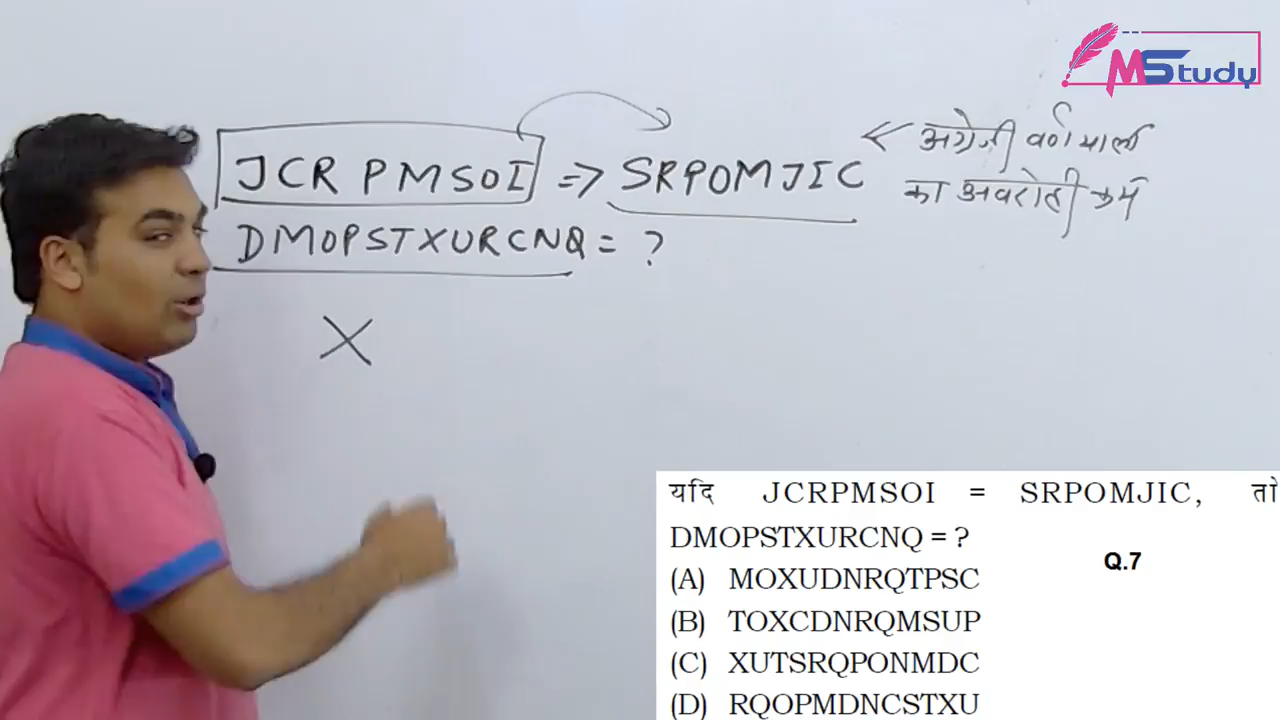 MStudy
JCRPMSOI => SRPOMJIC ← अंग्रेजी वर्णमाला
का अवरोही क्रम
DMOPSTXURCNQ = ?
X
यदि JCRPMSOI = SRPOMJIC, तो
DMOPSTXURCNQ = ?
Q.7
(A) MOXUDNRQTPSC
(B) TOXCDNRQMSUP
(C) XUTSRQPONMDC
(D) RQOPMDNCSTXU